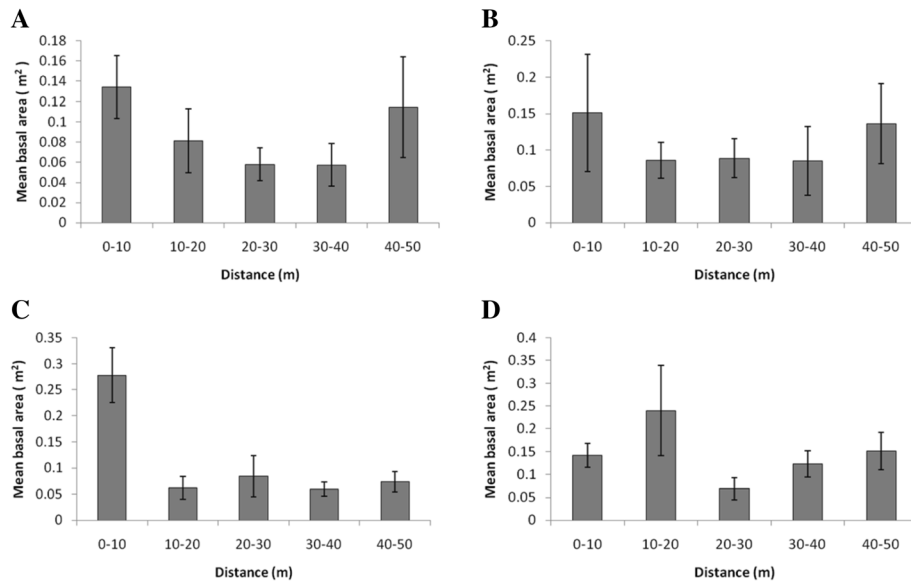 A
Mean basal area ( m²)
0.18
0.16
0.14
0.12
0.1
0.08
0.06
0.04
0.02
0
0-10 10-20 20-30 30-40 40-50
Distance (m)
B
Mean basal area ( m²)
0.25
0.2
0.15
0.1
0.05
0
0-10 10-20 20-30 30-40 40-50
Distance (m)
C
Mean basal area ( m²)
0.35
0.3
0.25
0.2
0.15
0.1
0.05
0
0-10 10-20 20-30 30-40 40-50
Distance (m)
D
Mean basal area ( m²)
0.4
0.35
0.3
0.25
0.2
0.15
0.1
0.05
0
0-10 10-20 20-30 30-40 40-50
Distance (m)